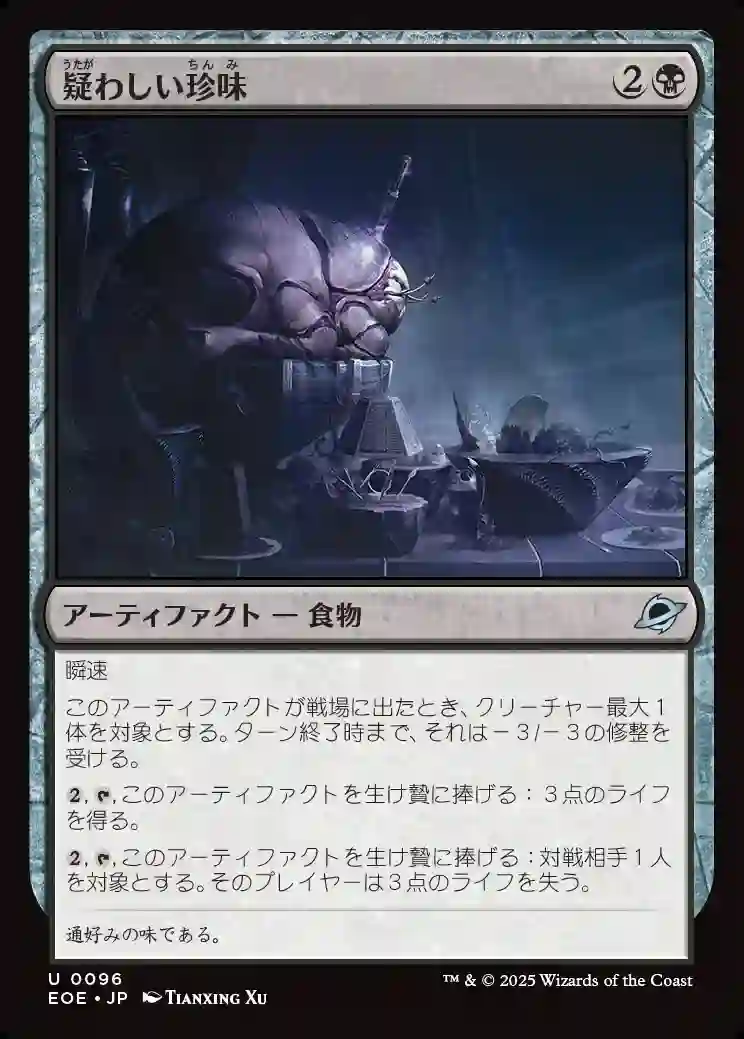 疑わしい珍味 2
アーティファクト — 食物
瞬速
このアーティファクトが戦場に出たとき、クリーチャー最大１
体を対象とする。ターン終了時まで、それは－３/－３の修整を
受ける。
2, このアーティファクトを生け贄に捧げる：３点のライフ
を得る。
2, このアーティファクトを生け贄に捧げる：対戦相手１人
を対象とする。そのプレイヤーは３点のライフを失う。
通好みの味である。
U 0096
EOE • JP Tianxing Xu
™ & © 2025 Wizards of the Coast